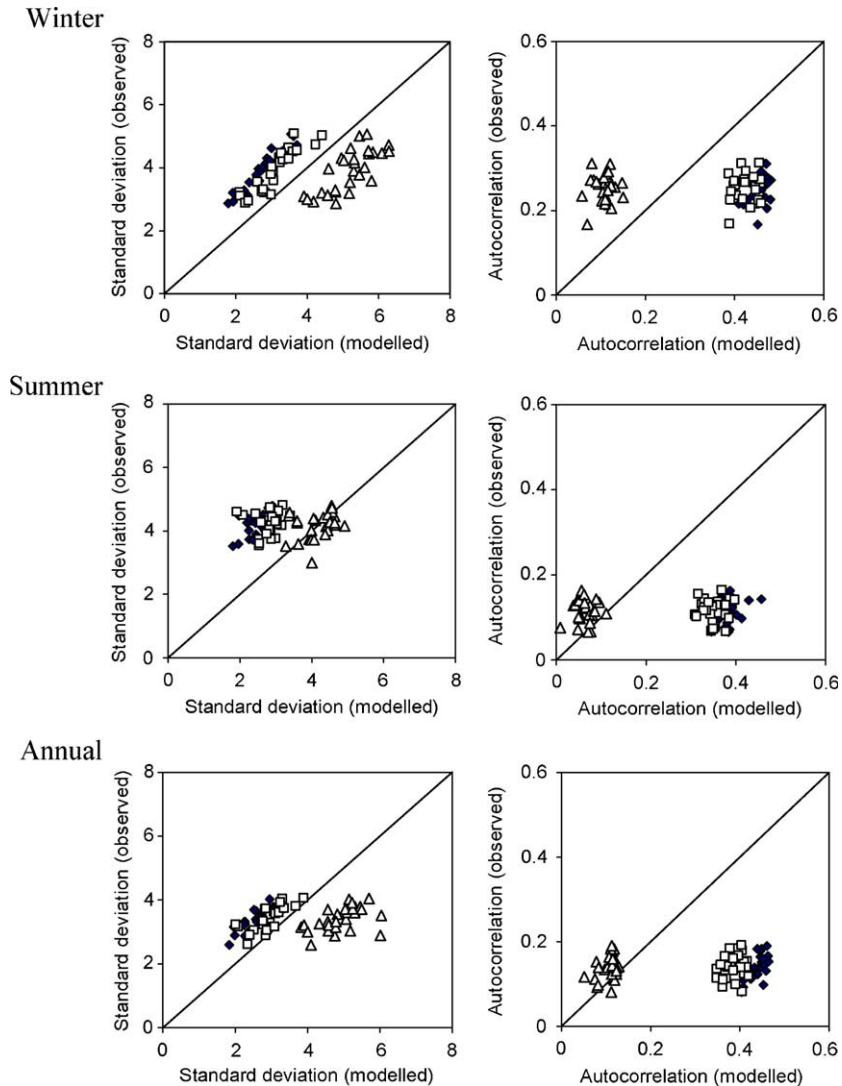 Winter
Standard deviation (observed)
8
6
4
2
0
0 2 4 6 8
Standard deviation (modelled)
Autocorrelation (observed)
0.6
0.4
0.2
0
0 0.2 0.4 0.6
Autocorrelation (modelled)
Summer
Standard deviation (observed)
8
6
4
2
0
0 2 4 6 8
Standard deviation (modelled)
Autocorrelation (observed)
0.6
0.4
0.2
0
0 0.2 0.4 0.6
Autocorrelation (modelled)
Annual
Standard deviation (observed)
8
6
4
2
0
0 2 4 6 8
Standard deviation (modelled)
Autocorrelation (observed)
0.6
0.4
0.2
0
0 0.2 0.4 0.6
Autocorrelation (modelled)